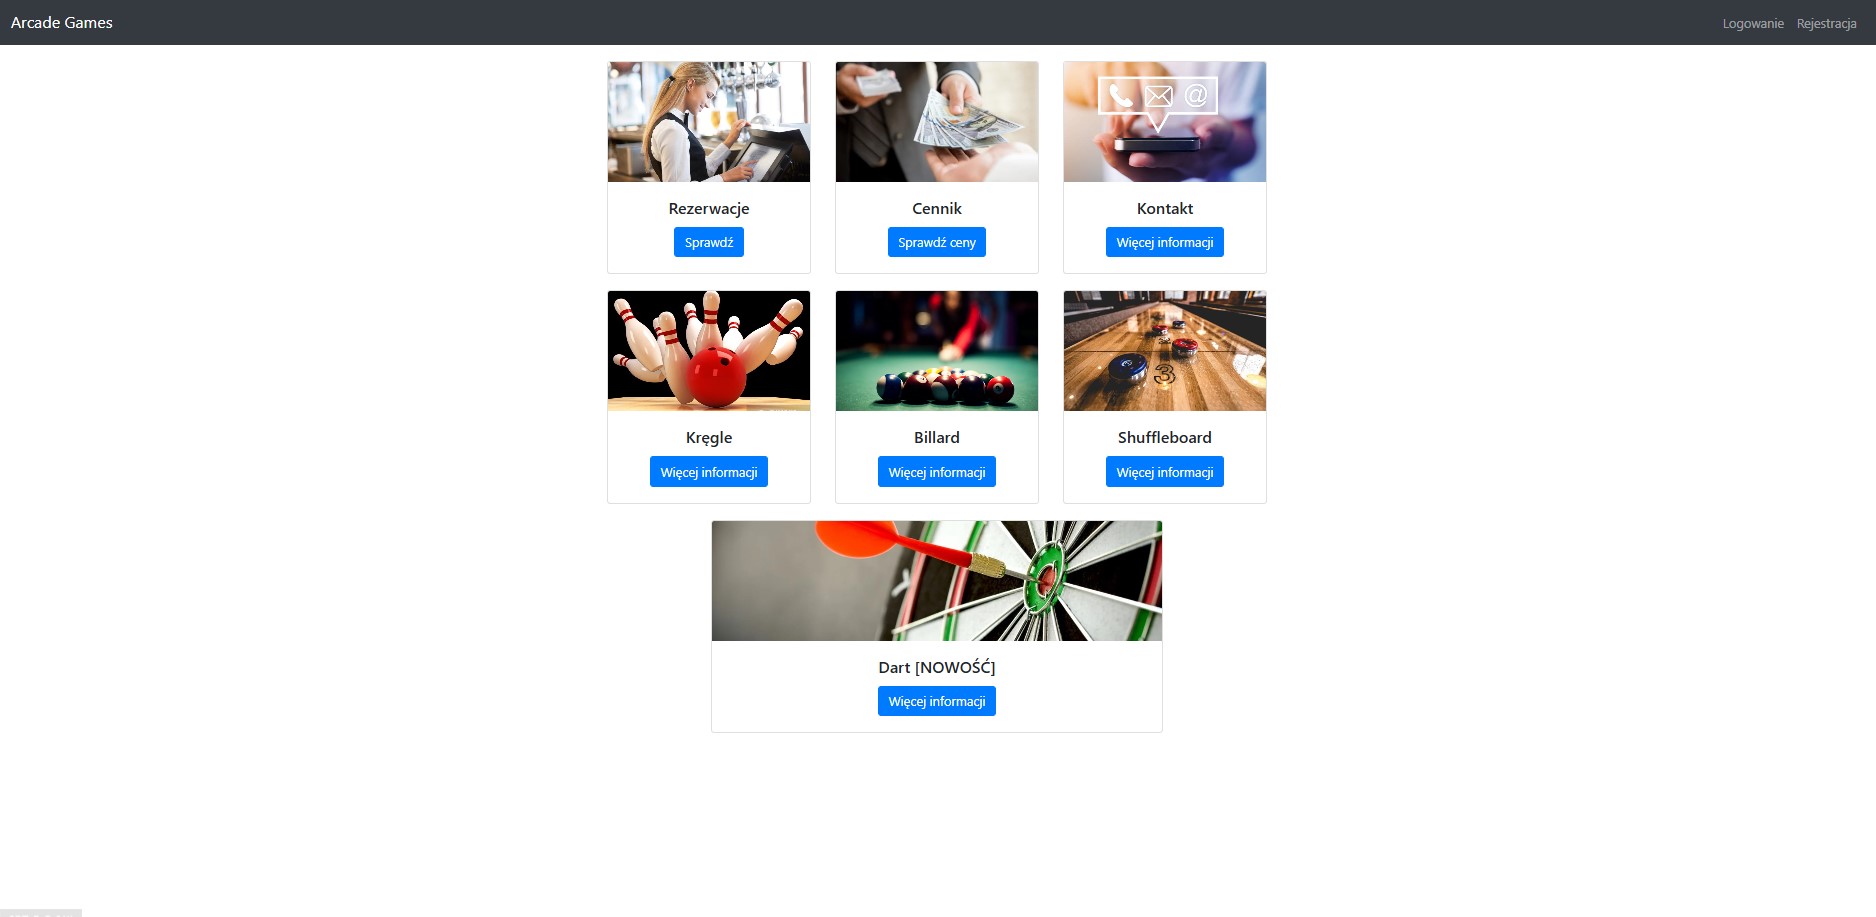 Arcade Games
Logowanie Rejestracja
Rezerwacje
Sprawdź
Cennik
Sprawdź ceny
Kontakt
Więcej informacji
Kręgle
Więcej informacji
Billard
Więcej informacji
3
Shuffleboard
Więcej informacji
Dart [NOWOŚĆ]
Więcej informacji